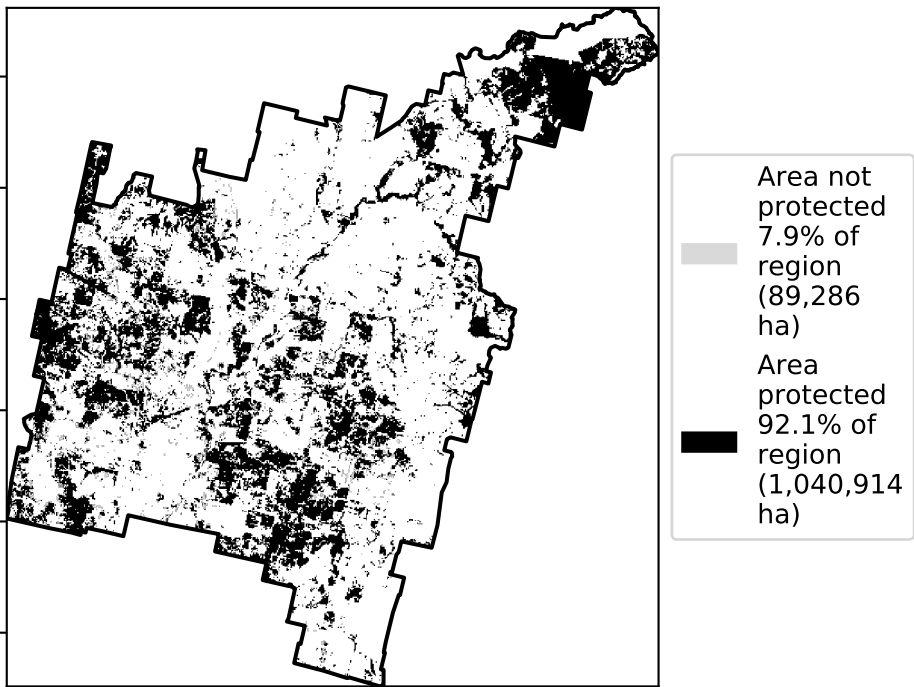 Area not
protected
7.9% of
region
(89,286
ha)
Area
protected
92.1% of
region
(1,040,914
ha)